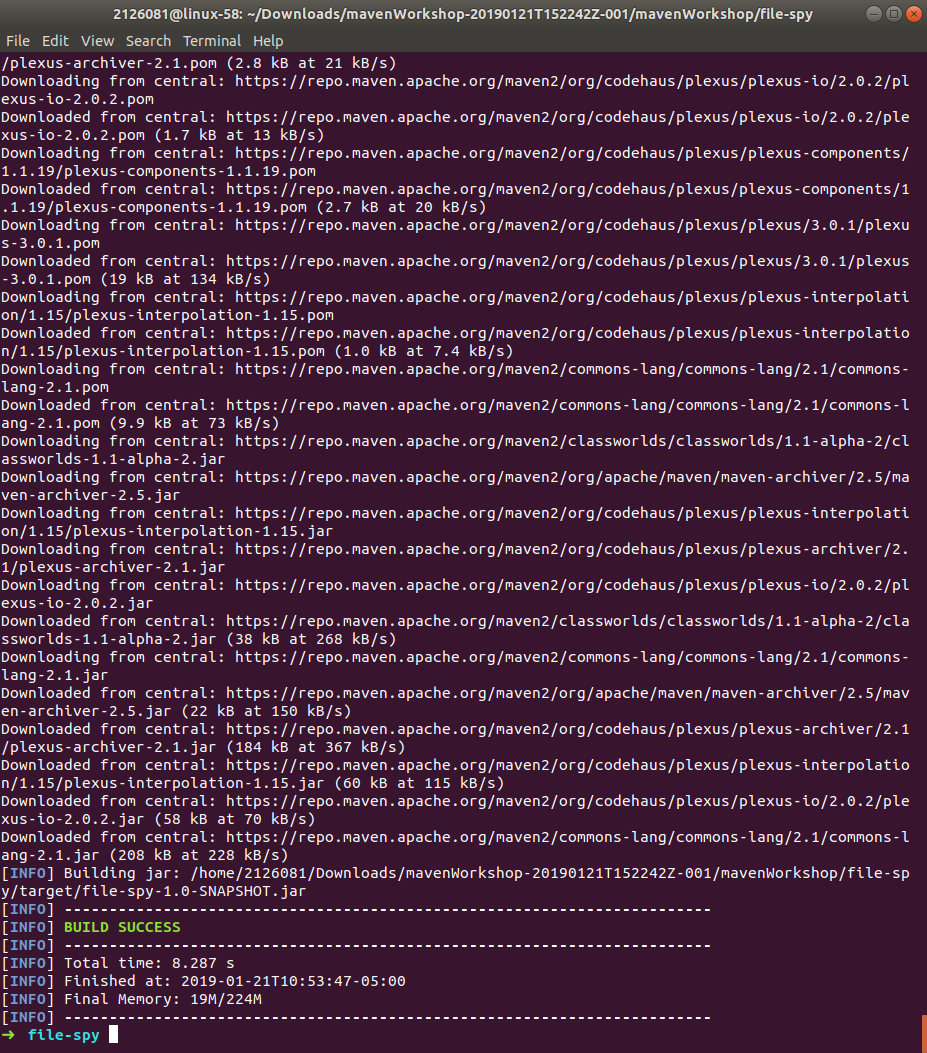 2126081@linux-58: ~/Downloads/mavenWorkshop-20190121T152242Z-001/mavenWorkshop/file-spy
File Edit View Search Terminal Help
/plexus-archiver-2.1.pom (2.8 kB at 21 kB/s)
Downloading from central: https://repo.maven.apache.org/maven2/org/codehaus/plexus/plexus-io/2.0.2/pl
exus-io-2.0.2.pom
Downloaded from central: https://repo.maven.apache.org/maven2/org/codehaus/plexus/plexus-io/2.0.2/ple
xus-io-2.0.2.pom (1.7 kB at 13 kB/s)
Downloading from central: https://repo.maven.apache.org/maven2/org/codehaus/plexus/plexus-components/
1.1.19/plexus-components-1.1.19.pom
Downloaded from central: https://repo.maven.apache.org/maven2/org/codehaus/plexus/plexus-components/1
.1.19/plexus-components-1.1.19.pom (2.7 kB at 20 kB/s)
Downloading from central: https://repo.maven.apache.org/maven2/org/codehaus/plexus/plexus/3.0.1/plexu
s-3.0.1.pom
Downloaded from central: https://repo.maven.apache.org/maven2/org/codehaus/plexus/plexus/3.0.1/plexus
-3.0.1.pom (19 kB at 134 kB/s)
Downloading from central: https://repo.maven.apache.org/maven2/org/codehaus/plexus/plexus-interpolati
on/1.15/plexus-interpolation-1.15.pom
Downloaded from central: https://repo.maven.apache.org/maven2/org/codehaus/plexus/plexus-interpolatio
n/1.15/plexus-interpolation-1.15.pom (1.0 kB at 7.4 kB/s)
Downloading from central: https://repo.maven.apache.org/maven2/commons-lang/commons-lang/2.1/commons-
lang-2.1.pom
Downloaded from central: https://repo.maven.apache.org/maven2/commons-lang/commons-lang/2.1/commons-l
ang-2.1.pom (9.9 kB at 73 kB/s)
Downloading from central: https://repo.maven.apache.org/maven2/classworlds/classworlds/1.1-alpha-2/cl
assworlds-1.1-alpha-2.jar
Downloading from central: https://repo.maven.apache.org/maven2/org/apache/maven/maven-archiver/2.5/ma
ven-archiver-2.5.jar
Downloading from central: https://repo.maven.apache.org/maven2/org/codehaus/plexus/plexus-interpolati
on/1.15/plexus-interpolation-1.15.jar
Downloading from central: https://repo.maven.apache.org/maven2/org/codehaus/plexus/plexus-archiver/2.
1/plexus-archiver-2.1.jar
Downloading from central: https://repo.maven.apache.org/maven2/org/codehaus/plexus/plexus-io/2.0.2/pl
exus-io-2.0.2.jar
Downloaded from central: https://repo.maven.apache.org/maven2/classworlds/classworlds/1.1-alpha-2/cla
ssworlds-1.1-alpha-2.jar (38 kB at 268 kB/s)
Downloading from central: https://repo.maven.apache.org/maven2/commons-lang/commons-lang/2.1/commons-
lang-2.1.jar
Downloaded from central: https://repo.maven.apache.org/maven2/org/apache/maven/maven-archiver/2.5/mav
en-archiver-2.5.jar (22 kB at 150 kB/s)
Downloaded from central: https://repo.maven.apache.org/maven2/org/codehaus/plexus/plexus-archiver/2.1
/plexus-archiver-2.1.jar (184 kB at 367 kB/s)
Downloaded from central: https://repo.maven.apache.org/maven2/org/codehaus/plexus/plexus-interpolatio
n/1.15/plexus-interpolation-1.15.jar (60 kB at 115 kB/s)
Downloaded from central: https://repo.maven.apache.org/maven2/org/codehaus/plexus/plexus-io/2.0.2/ple
xus-io-2.0.2.jar (58 kB at 70 kB/s)
Downloaded from central: https://repo.maven.apache.org/maven2/commons-lang/commons-lang/2.1/commons-l
ang-2.1.jar (208 kB at 228 kB/s)
[INFO] Building jar: /home/2126081/Downloads/mavenWorkshop-20190121T152242Z-001/mavenWorkshop/file-sp
y/target/file-spy-1.0-SNAPSHOT.jar
[INFO] ------------------------------------------------------------------------
[INFO] BUILD SUCCESS
[INFO] ------------------------------------------------------------------------
[INFO] Total time: 8.287 s
[INFO] Finished at: 2019-01-21T10:53:47-05:00
[INFO] Final Memory: 19M/224M
[INFO] ------------------------------------------------------------------------
➜ file-spy